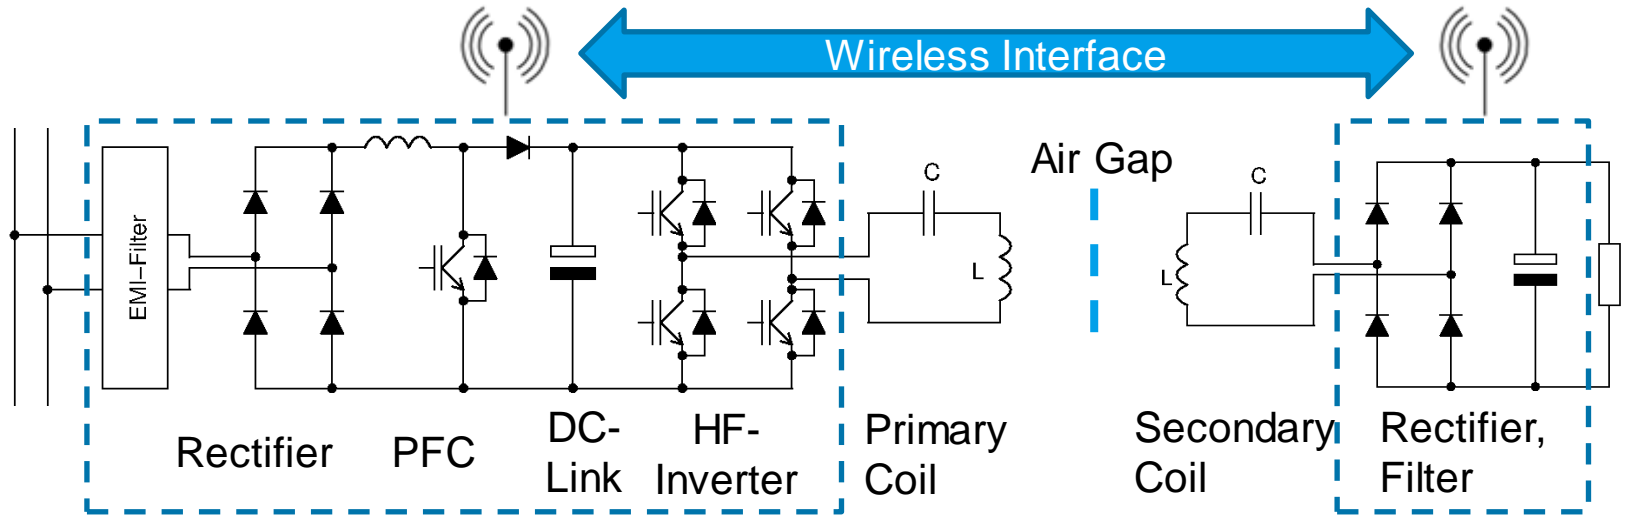 Wireless Interface
Air Gap
C
C
EMI-Filter
L
L
Rectifier
PFC
DC-
Link
HF-
Inverter
Primary
Coil
Secondary
Coil
Rectifier,
Filter